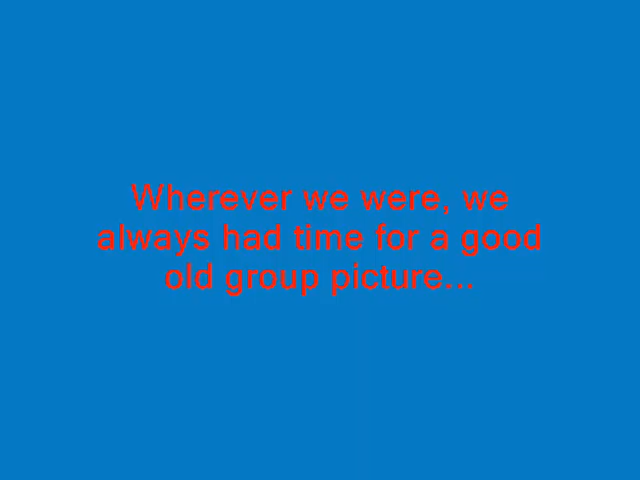 Wherever we were, we
always had time for a good
old group picture...